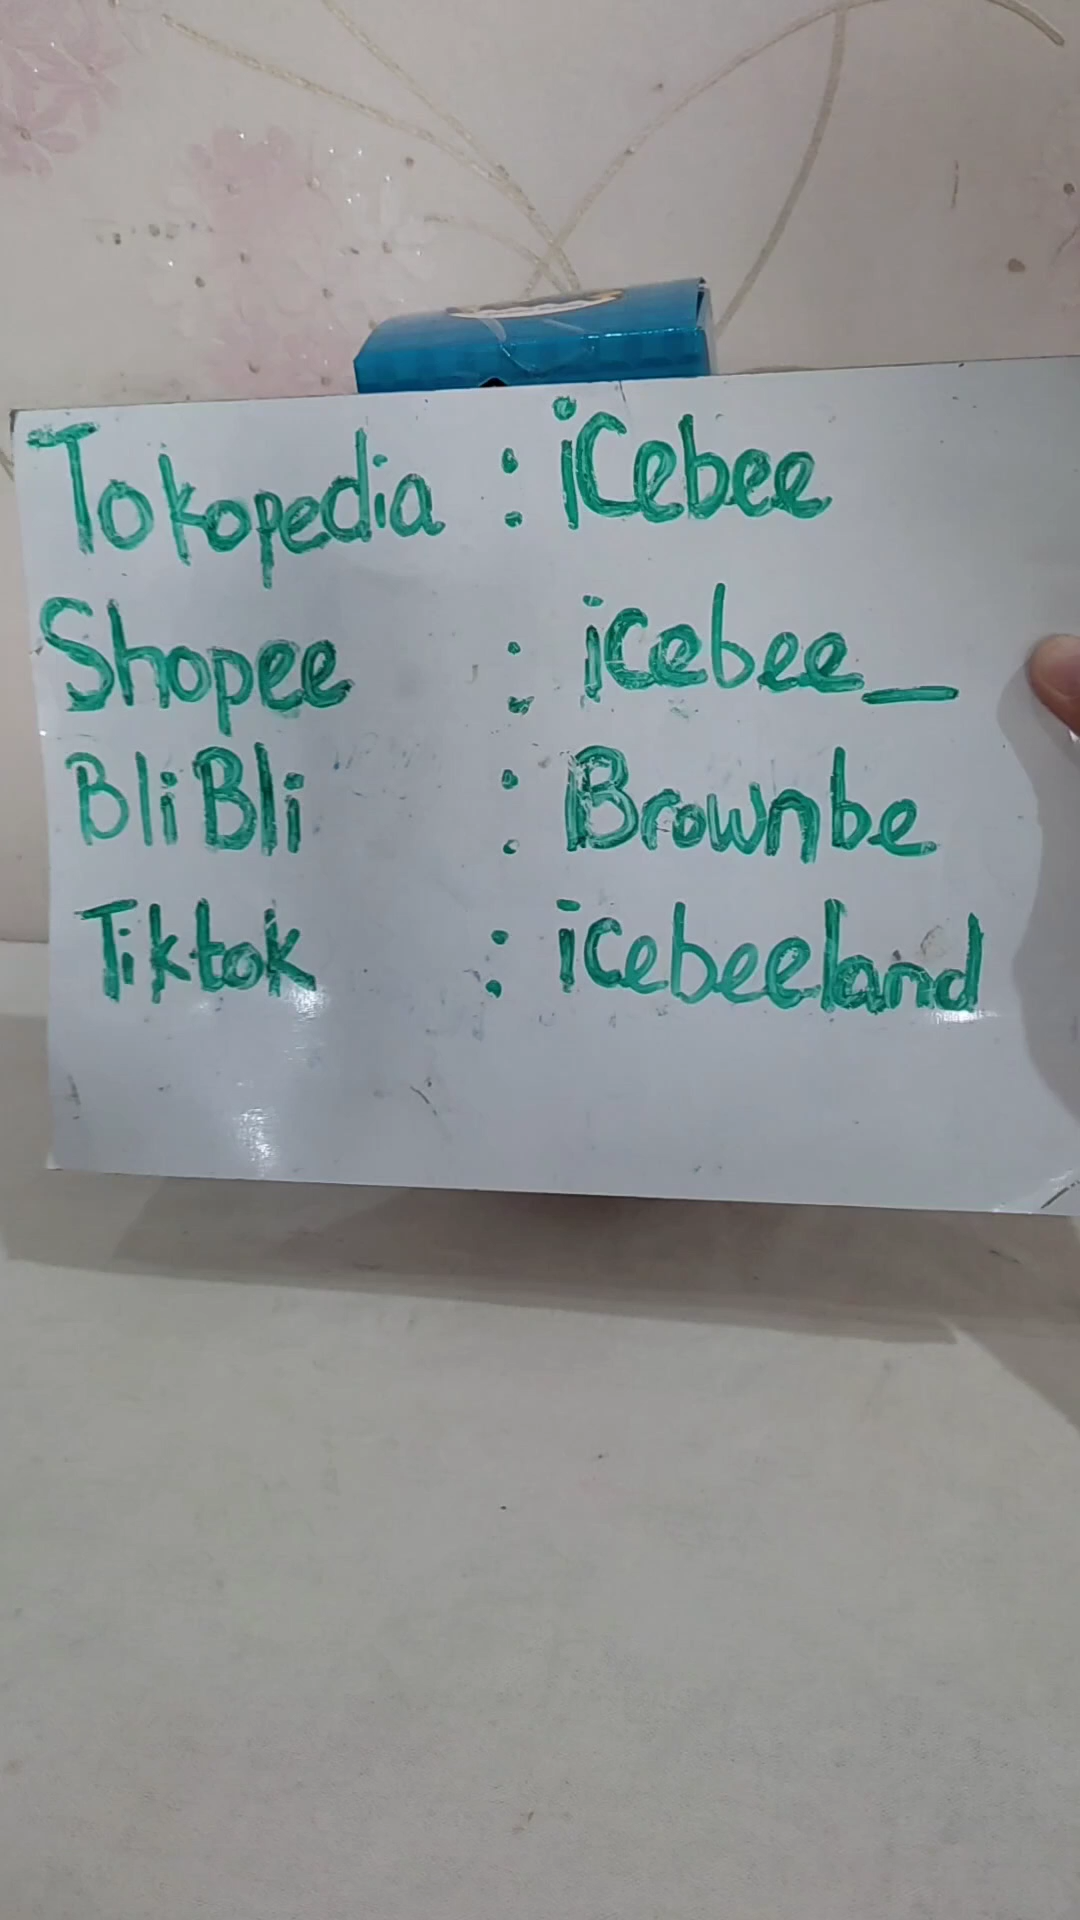 Tokopedia : icebee
Shopee : icebee_
BliBli : Brownbe
Tiktok : icebeeland